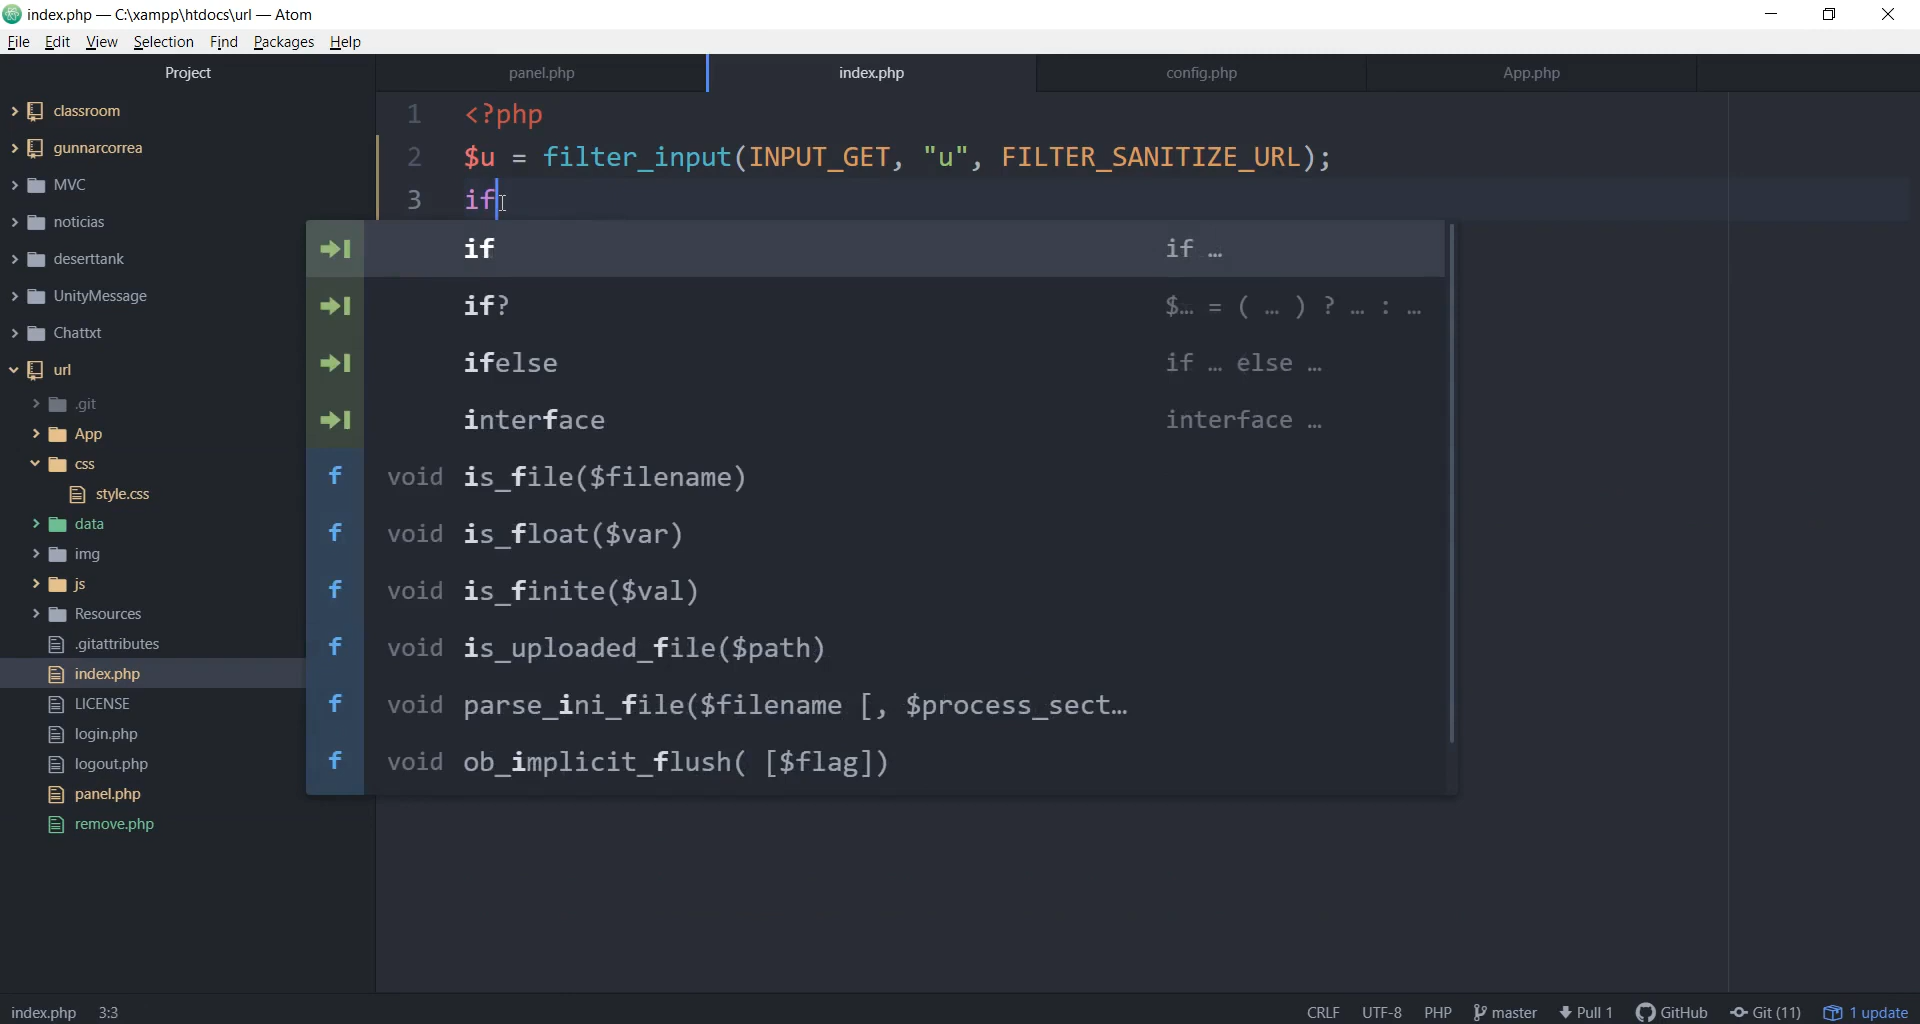 index.php — C:\xampp\htdocs\url — Atom
File Edit View Selection Find Packages Help
Project
panel.php
index.php
config.php
App.php
classroom
gunnarcorrea
MVC
noticias
deserttank
UnityMessage
Chattxt
url
.git
App
css
style.css
data
img
js
Resources
.gitattributes
index.php
LICENSE
login.php
logout.php
panel.php
remove.php
1 <?php
2 $u = filter_input(INPUT_GET, "u", FILTER_SANITIZE_URL);
3 if
if if …
if? $… = ( … ) ? … : …
ifelse if … else …
interface interface …
f void is_file($filename)
f void is_float($var)
f void is_finite($val)
f void is_uploaded_file($path)
f void parse_ini_file($filename [, $process_sect…
f void ob_implicit_flush( [$flag])
index.php 3:3
CRLF UTF-8 PHP master Pull 1 GitHub Git (11) 1 update